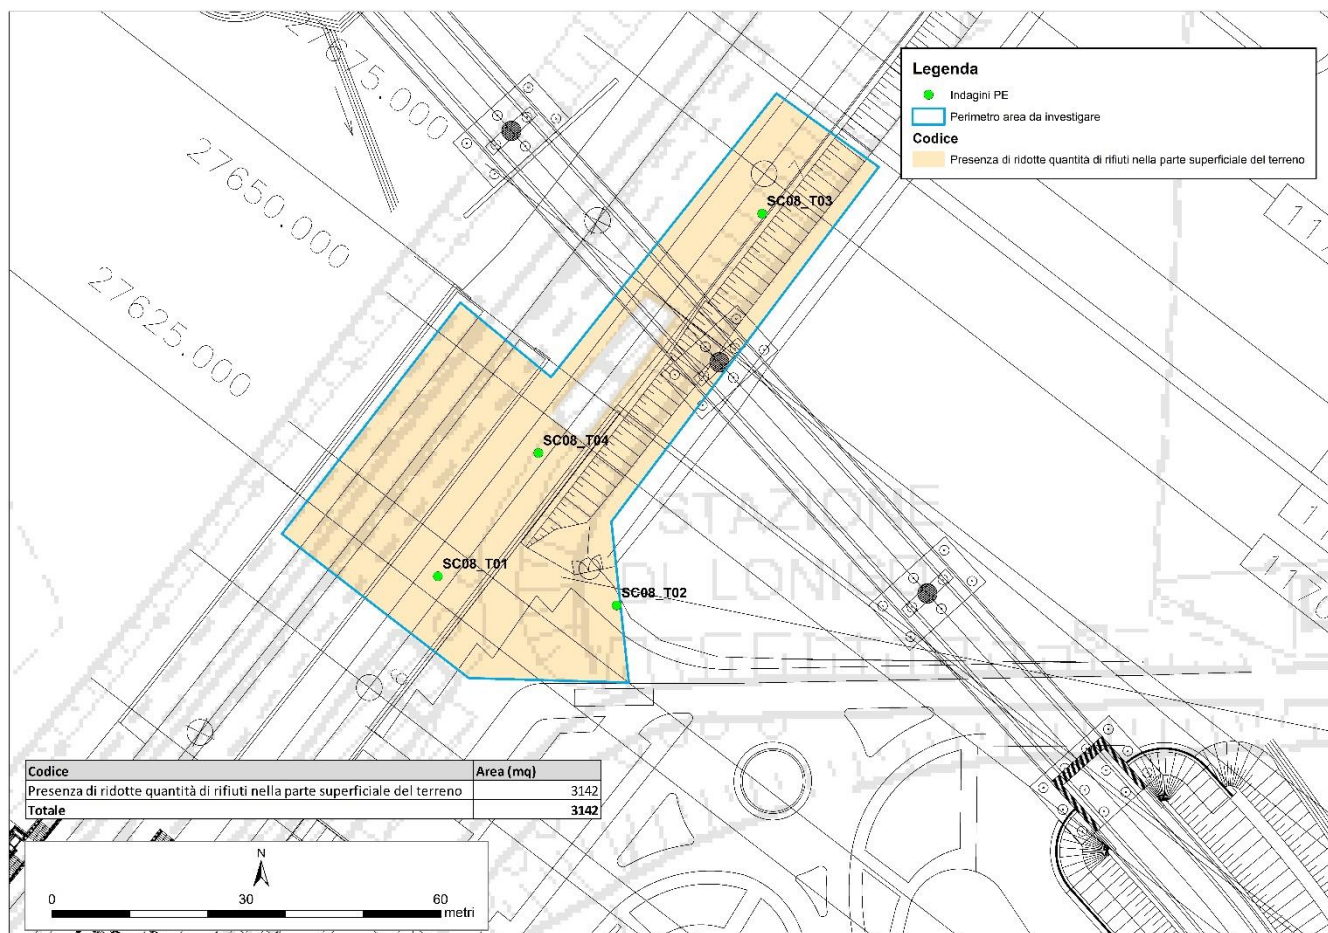 27675.000
27650.000
27625.000
Legenda
Indagini PE
Perimetro area da investigare
Codice
Presenza di ridotte quantità di rifiuti nella parte superficiale del terreno
SC08_T03
SC08_T04
SC08_T01
SC08_T02
STAZIONE
DI LONIGO
Codice Area (mq)
Presenza di ridotte quantità di rifiuti nella parte superficiale del terreno 3142
Totale 3142
N
0 30 60
metri